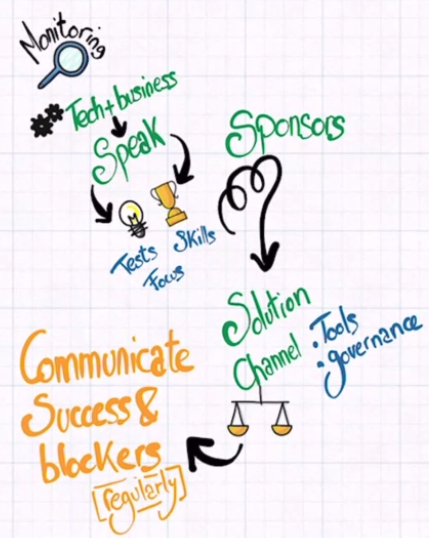 Monitoring
Tech+business
Speak
Tests Skills
Focus
Sponsors
Solution
Channel
• Tools
• governance
Communicate
Success &
blockers
[regularly]